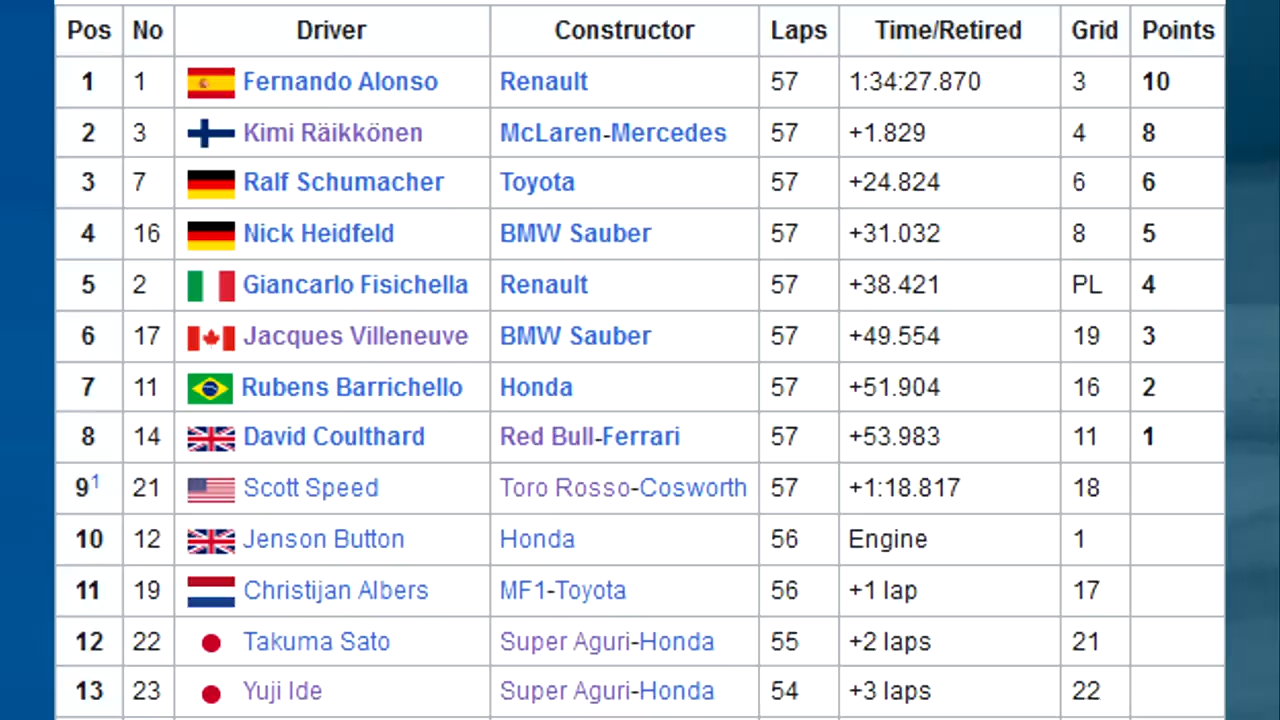 Pos No Driver Constructor Laps Time/Retired Grid Points
1 1 Fernando Alonso Renault 57 1:34:27.870 3 10
2 3 Kimi Räikkönen McLaren-Mercedes 57 +1.829 4 8
3 7 Ralf Schumacher Toyota 57 +24.824 6 6
4 16 Nick Heidfeld BMW Sauber 57 +31.032 8 5
5 2 Giancarlo Fisichella Renault 57 +38.421 PL 4
6 17 Jacques Villeneuve BMW Sauber 57 +49.554 19 3
7 11 Rubens Barrichello Honda 57 +51.904 16 2
8 14 David Coulthard Red Bull-Ferrari 57 +53.983 11 1
9¹ 21 Scott Speed Toro Rosso-Cosworth 57 +1:18.817 18
10 12 Jenson Button Honda 56 Engine 1
11 19 Christijan Albers MF1-Toyota 56 +1 lap 17
12 22 Takuma Sato Super Aguri-Honda 55 +2 laps 21
13 23 Yuji Ide Super Aguri-Honda 54 +3 laps 22